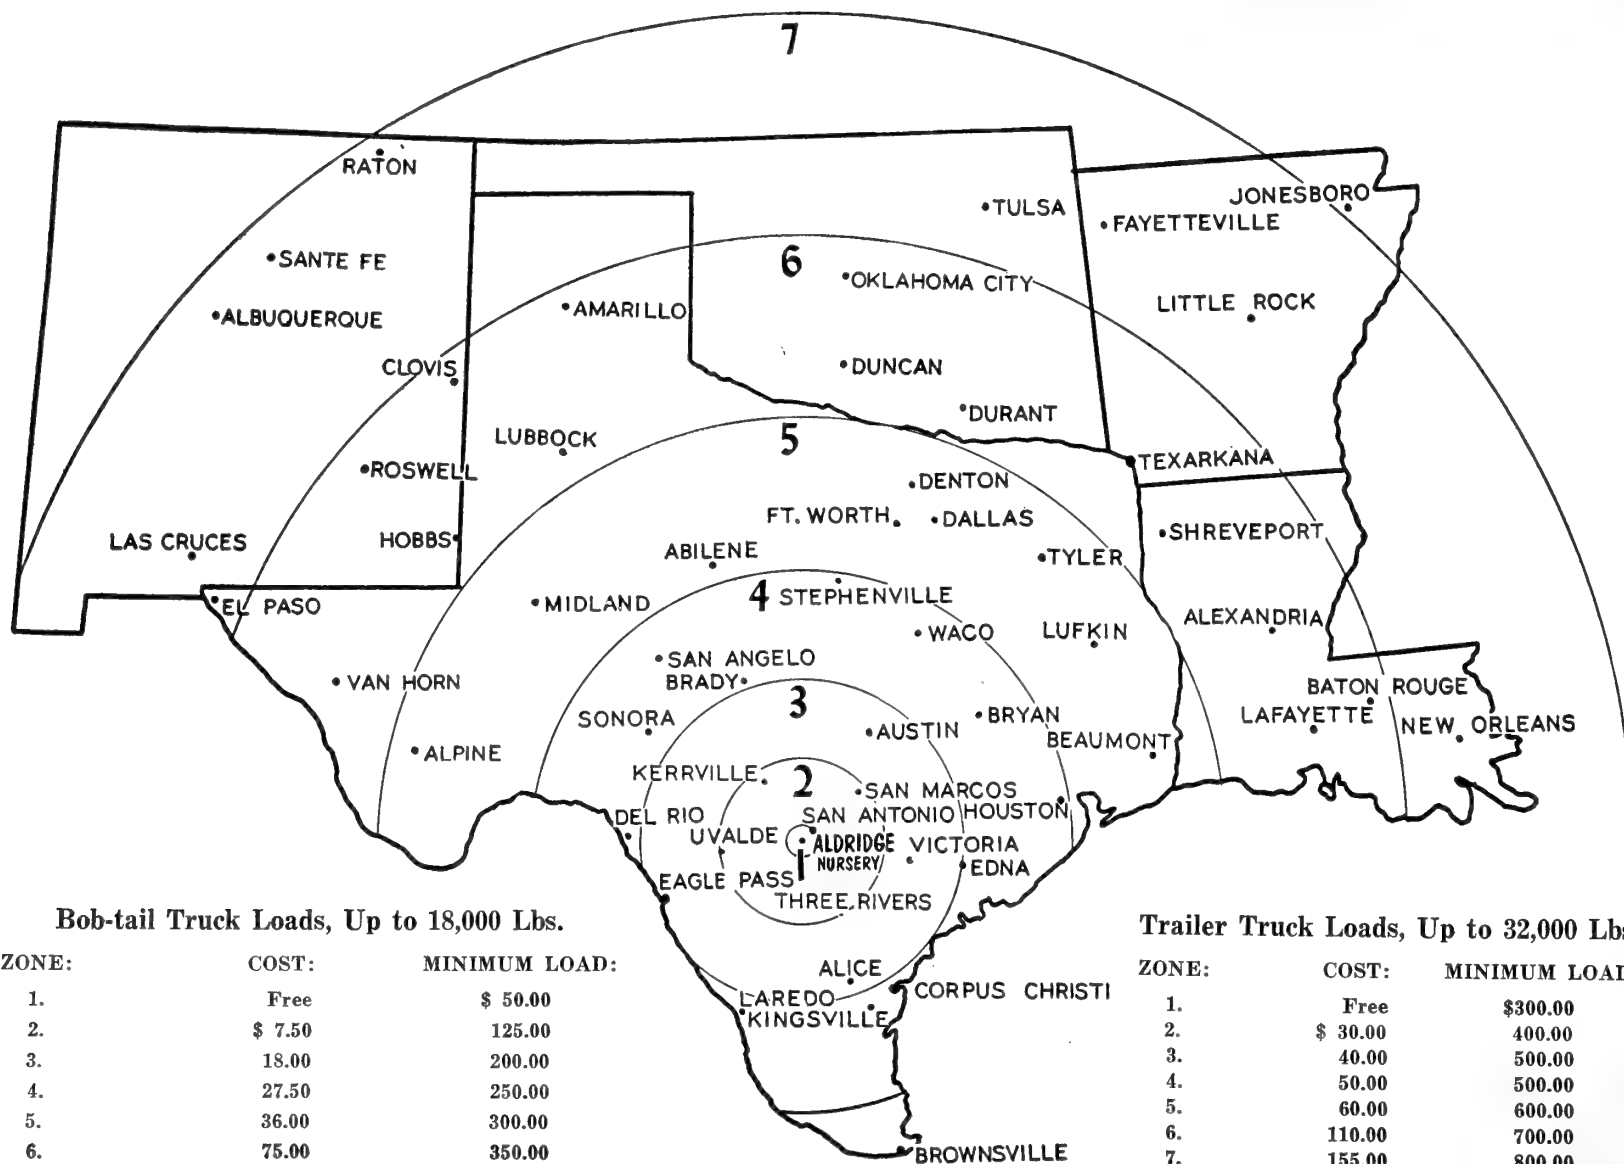 7
RATON
JONESBORO
TULSA
FAYETTEVILLE
SANTE FE
6
OKLAHOMA CITY
AMARILLO
LITTLE ROCK
ALBUQUERQUE
CLOVIS
DUNCAN
DURANT
LUBBOCK
5
TEXARKANA
ROSWELL
DENTON
FT. WORTH
DALLAS
SHREVEPORT
LAS CRUCES
HOBBS
ABILENE
TYLER
EL PASO
MIDLAND
4
STEPHENVILLE
ALEXANDRIA
WACO
LUFKIN
SAN ANGELO
BRADY
VAN HORN
BATON ROUGE
3
SONORA
AUSTIN
BRYAN
LAFAYETTE
NEW ORLEANS
ALPINE
BEAUMONT
KERRVILLE
2
SAN MARCOS
DEL RIO
SAN ANTONIO
HOUSTON
UVALDE
ALDRIDGE
NURSERY
1
VICTORIA
EDNA
EAGLE PASS
THREE RIVERS
ALICE
CORPUS CHRISTI
LAREDO
KINGSVILLE
BROWNSVILLE
Bob-tail Truck Loads, Up to 18,000 Lbs.
ZONE: COST: MINIMUM LOAD:
1. Free $ 50.00
2. $ 7.50 125.00
3. 18.00 200.00
4. 27.50 250.00
5. 36.00 300.00
6. 75.00 350.00
Trailer Truck Loads, Up to 32,000 Lbs
ZONE: COST: MINIMUM LOAD
1. Free $300.00
2. $ 30.00 400.00
3. 40.00 500.00
4. 50.00 500.00
5. 60.00 600.00
6. 110.00 700.00
7. 155.00 800.00